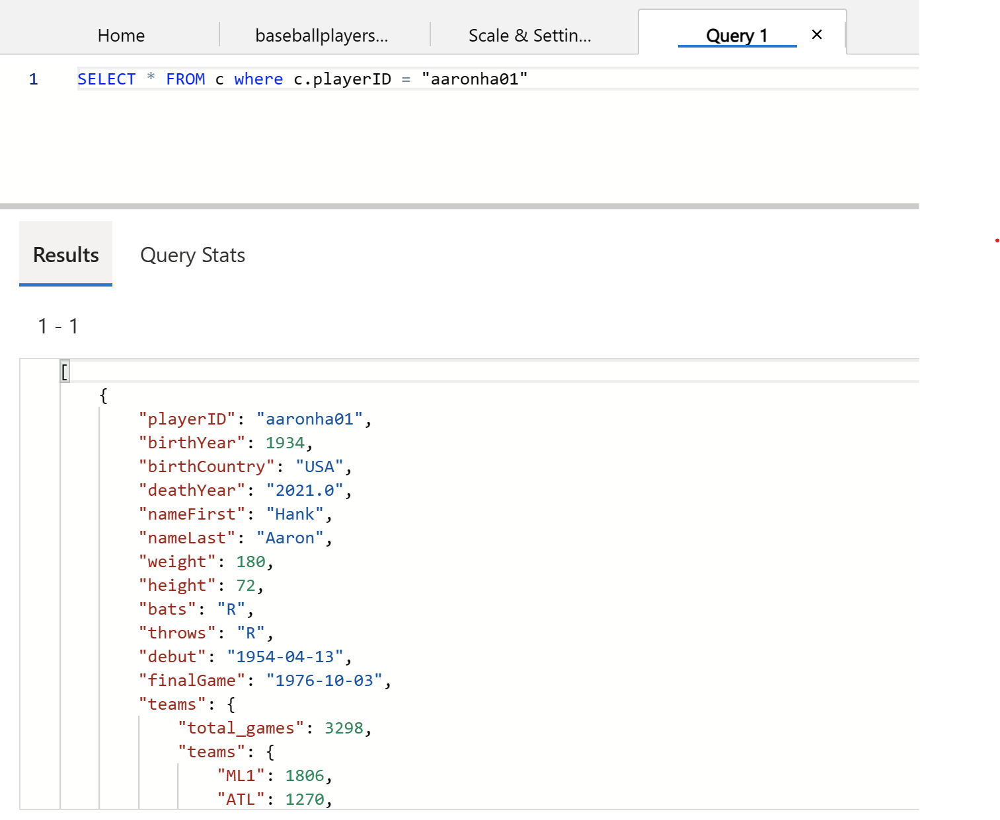 Home baseballplayers... Scale & Settin... Query 1 ×
1 SELECT * FROM c where c.playerID = "aaronha01"
Results Query Stats
1 - 1
[
{
"playerID": "aaronha01",
"birthYear": 1934,
"birthCountry": "USA",
"deathYear": "2021.0",
"nameFirst": "Hank",
"nameLast": "Aaron",
"weight": 180,
"height": 72,
"bats": "R",
"throws": "R",
"debut": "1954-04-13",
"finalGame": "1976-10-03",
"teams": {
"total_games": 3298,
"teams": {
"ML1": 1806,
"ATL": 1270,